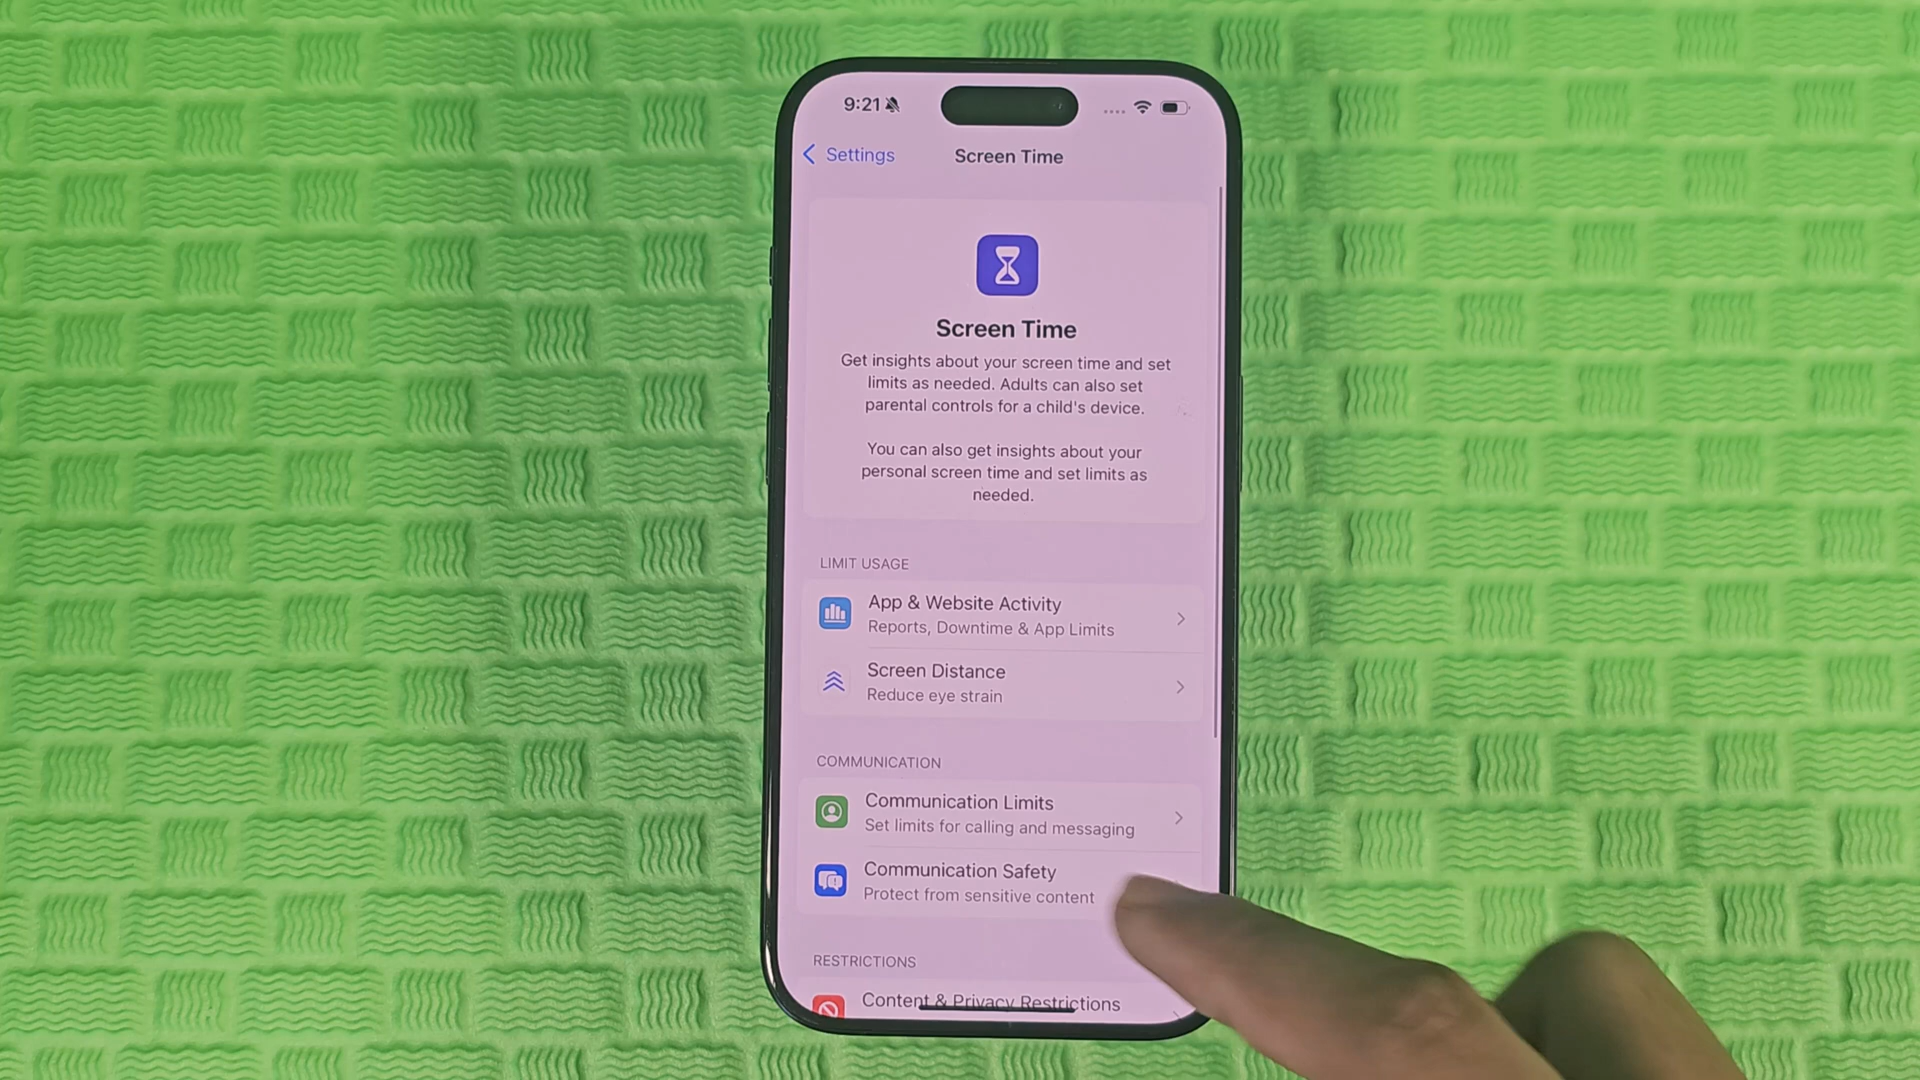 9:21
Settings
Screen Time
Screen Time
Get insights about your screen time and set
limits as needed. Adults can also set
parental controls for a child's device.
You can also get insights about your
personal screen time and set limits as
needed.
LIMIT USAGE
App & Website Activity
Reports, Downtime & App Limits
Screen Distance
Reduce eye strain
COMMUNICATION
Communication Limits
Set limits for calling and messaging
Communication Safety
Protect from sensitive content
RESTRICTIONS
Content & Privacy Restrictions